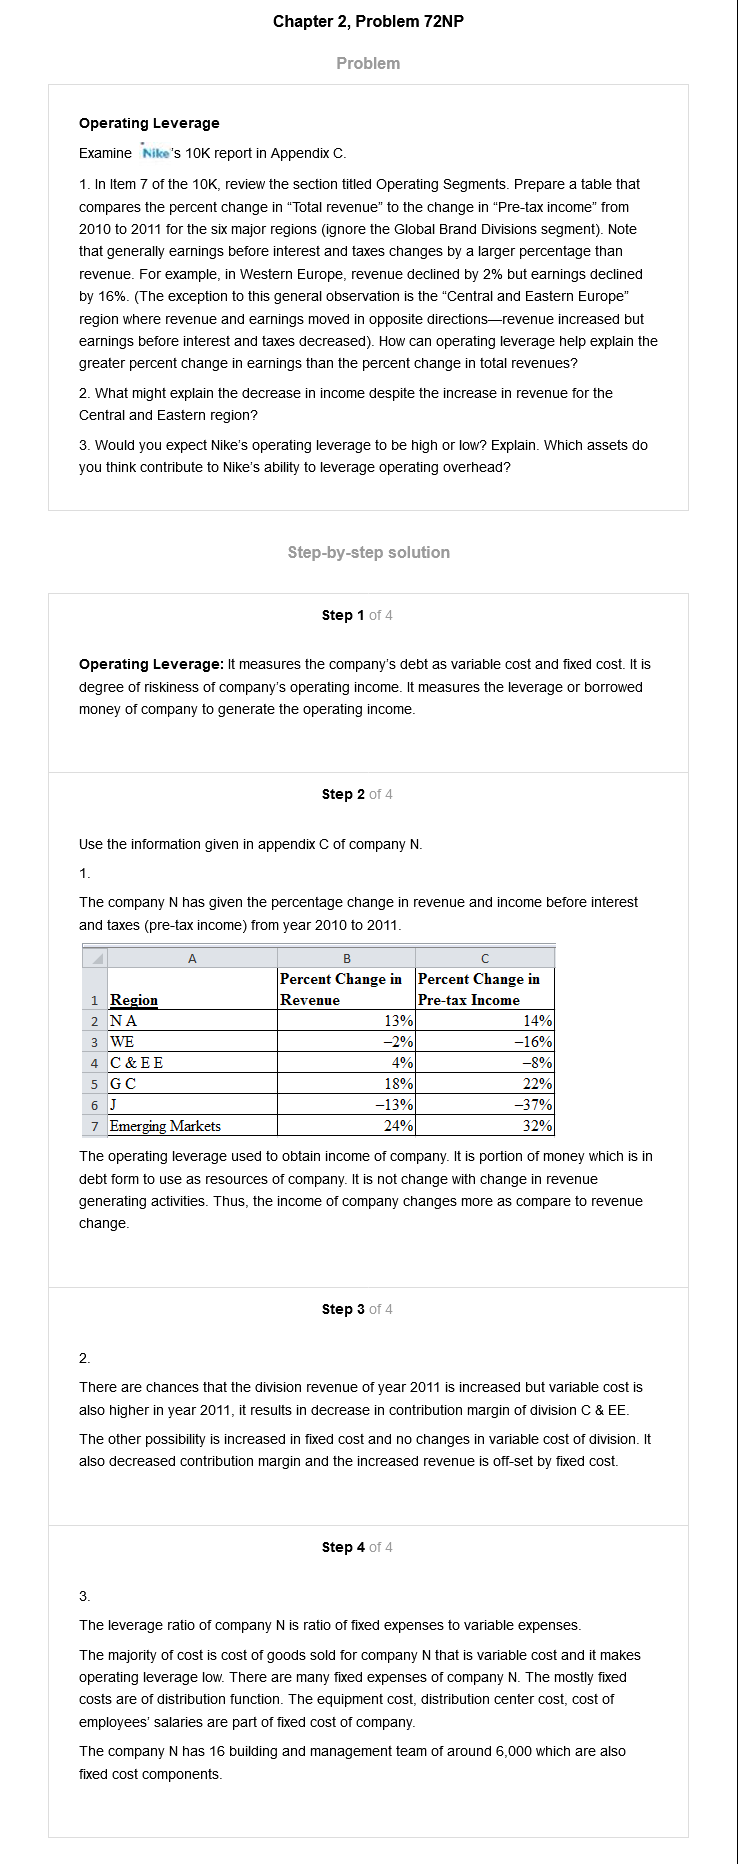 Chapter 2, Problem 72NP
Problem
Operating Leverage
Examine Nike's 10K report in Appendix C.
1. In Item 7 of the 10K, review the section titled Operating Segments. Prepare a table that
compares the percent change in “Total revenue” to the change in “Pre-tax income” from
2010 to 2011 for the six major regions (ignore the Global Brand Divisions segment). Note
that generally earnings before interest and taxes changes by a larger percentage than
revenue. For example, in Western Europe, revenue declined by 2% but earnings declined
by 16%. (The exception to this general observation is the “Central and Eastern Europe”
region where revenue and earnings moved in opposite directions—revenue increased but
earnings before interest and taxes decreased). How can operating leverage help explain the
greater percent change in earnings than the percent change in total revenues?
2. What might explain the decrease in income despite the increase in revenue for the
Central and Eastern region?
3. Would you expect Nike's operating leverage to be high or low? Explain. Which assets do
you think contribute to Nike's ability to leverage operating overhead?
Step-by-step solution
Step 1 of 4
Operating Leverage: It measures the company's debt as variable cost and fixed cost. It is
degree of riskiness of company's operating income. It measures the leverage or borrowed
money of company to generate the operating income.
Step 2 of 4
Use the information given in appendix C of company N.
1.
The company N has given the percentage change in revenue and income before interest
and taxes (pre-tax income) from year 2010 to 2011.
A B C
Percent Change in Percent Change in
1 Region Revenue Pre-tax Income
2 N A 13% 14%
3 WE –2% –16%
4 C & E E 4% –8%
5 G C 18% 22%
6 J –13% –37%
7 Emerging Markets 24% 32%
The operating leverage used to obtain income of company. It is portion of money which is in
debt form to use as resources of company. It is not change with change in revenue
generating activities. Thus, the income of company changes more as compare to revenue
change.
Step 3 of 4
2.
There are chances that the division revenue of year 2011 is increased but variable cost is
also higher in year 2011, it results in decrease in contribution margin of division C & EE.
The other possibility is increased in fixed cost and no changes in variable cost of division. It
also decreased contribution margin and the increased revenue is off-set by fixed cost.
Step 4 of 4
3.
The leverage ratio of company N is ratio of fixed expenses to variable expenses.
The majority of cost is cost of goods sold for company N that is variable cost and it makes
operating leverage low. There are many fixed expenses of company N. The mostly fixed
costs are of distribution function. The equipment cost, distribution center cost, cost of
employees' salaries are part of fixed cost of company.
The company N has 16 building and management team of around 6,000 which are also
fixed cost components.